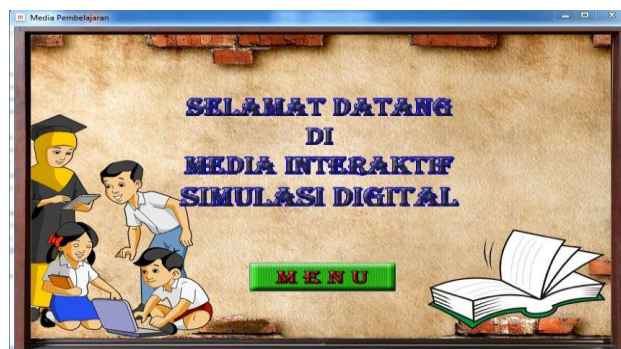 Media Pembelajaran
SELAMAT DATANG
DI
MEDIA INTERAKTIF
SIMULASI DIGITAL
MENU